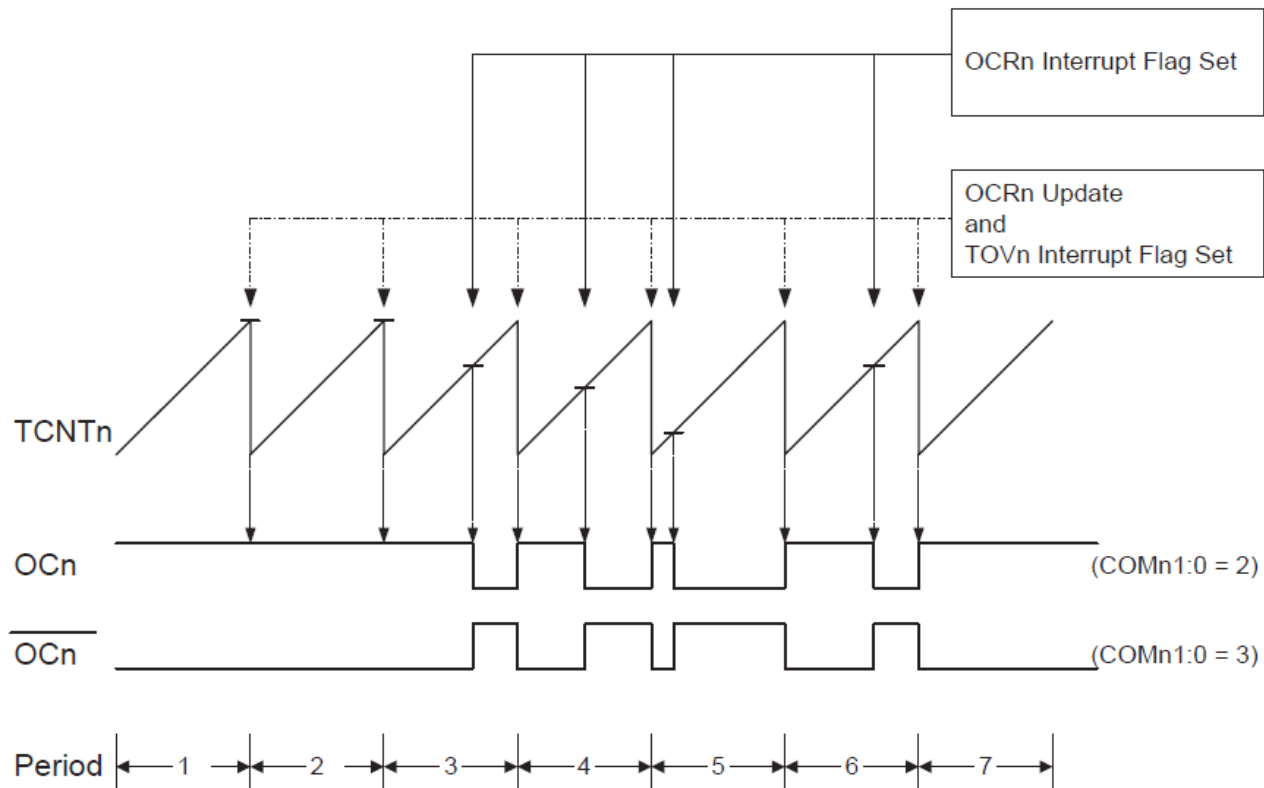 OCRn Interrupt Flag Set
OCRn Update
and
TOVn Interrupt Flag Set
TCNTn
OCn
(COMn1:0 = 2)
OCn
(COMn1:0 = 3)
Period 1 2 3 4 5 6 7